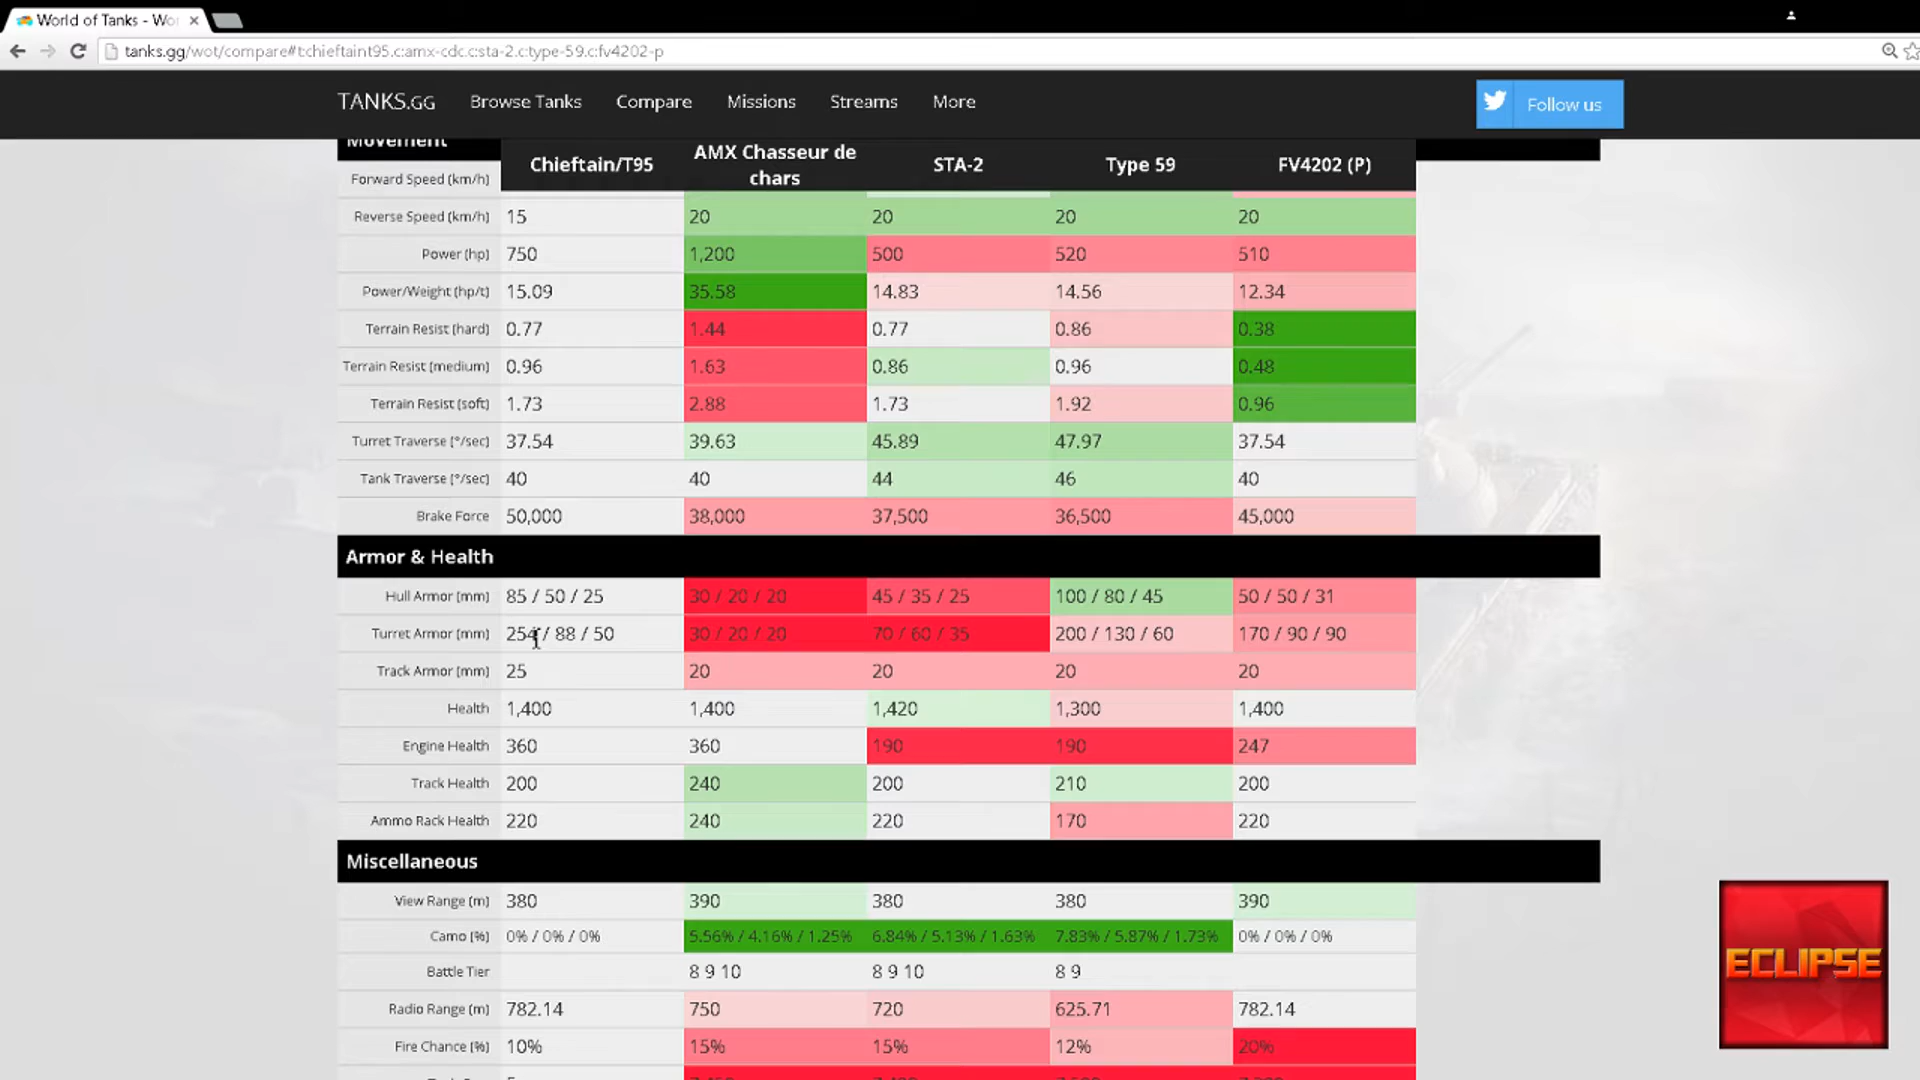 World of Tanks - Wo
tanks.gg/wot/compare#t:chieftaint95.c:amx-cdc.c:sta-2.c:type-59.c:fv4202-p
TANKS.GG Browse Tanks Compare Missions Streams More Follow us
Movement Chieftain/T95 AMX Chasseur de chars STA-2 Type 59 FV4202 (P)
Forward Speed (km/h)
Reverse Speed (km/h) 15 20 20 20 20
Power (hp) 750 1,200 500 520 510
Power/Weight (hp/t) 15.09 35.58 14.83 14.56 12.34
Terrain Resist (hard) 0.77 1.44 0.77 0.86 0.38
Terrain Resist (medium) 0.96 1.63 0.86 0.96 0.48
Terrain Resist (soft) 1.73 2.88 1.73 1.92 0.96
Turret Traverse (°/sec) 37.54 39.63 45.89 47.97 37.54
Tank Traverse (°/sec) 40 40 44 46 40
Brake Force 50,000 38,000 37,500 36,500 45,000
Armor & Health
Hull Armor (mm) 85 / 50 / 25 30 / 20 / 20 45 / 35 / 25 100 / 80 / 45 50 / 50 / 31
Turret Armor (mm) 254 / 88 / 50 30 / 20 / 20 70 / 60 / 35 200 / 130 / 60 170 / 90 / 90
Track Armor (mm) 25 20 20 20 20
Health 1,400 1,400 1,420 1,300 1,400
Engine Health 360 360 190 190 247
Track Health 200 240 200 210 200
Ammo Rack Health 220 240 220 170 220
Miscellaneous
View Range (m) 380 390 380 380 390
Camo (%) 0% / 0% / 0% 5.56% / 4.16% / 1.25% 6.84% / 5.13% / 1.63% 7.83% / 5.87% / 1.73% 0% / 0% / 0%
Battle Tier 8 9 10 8 9 10 8 9
Radio Range (m) 782.14 750 720 625.71 782.14
Fire Chance (%) 10% 15% 15% 12% 20%
ECLIPSE